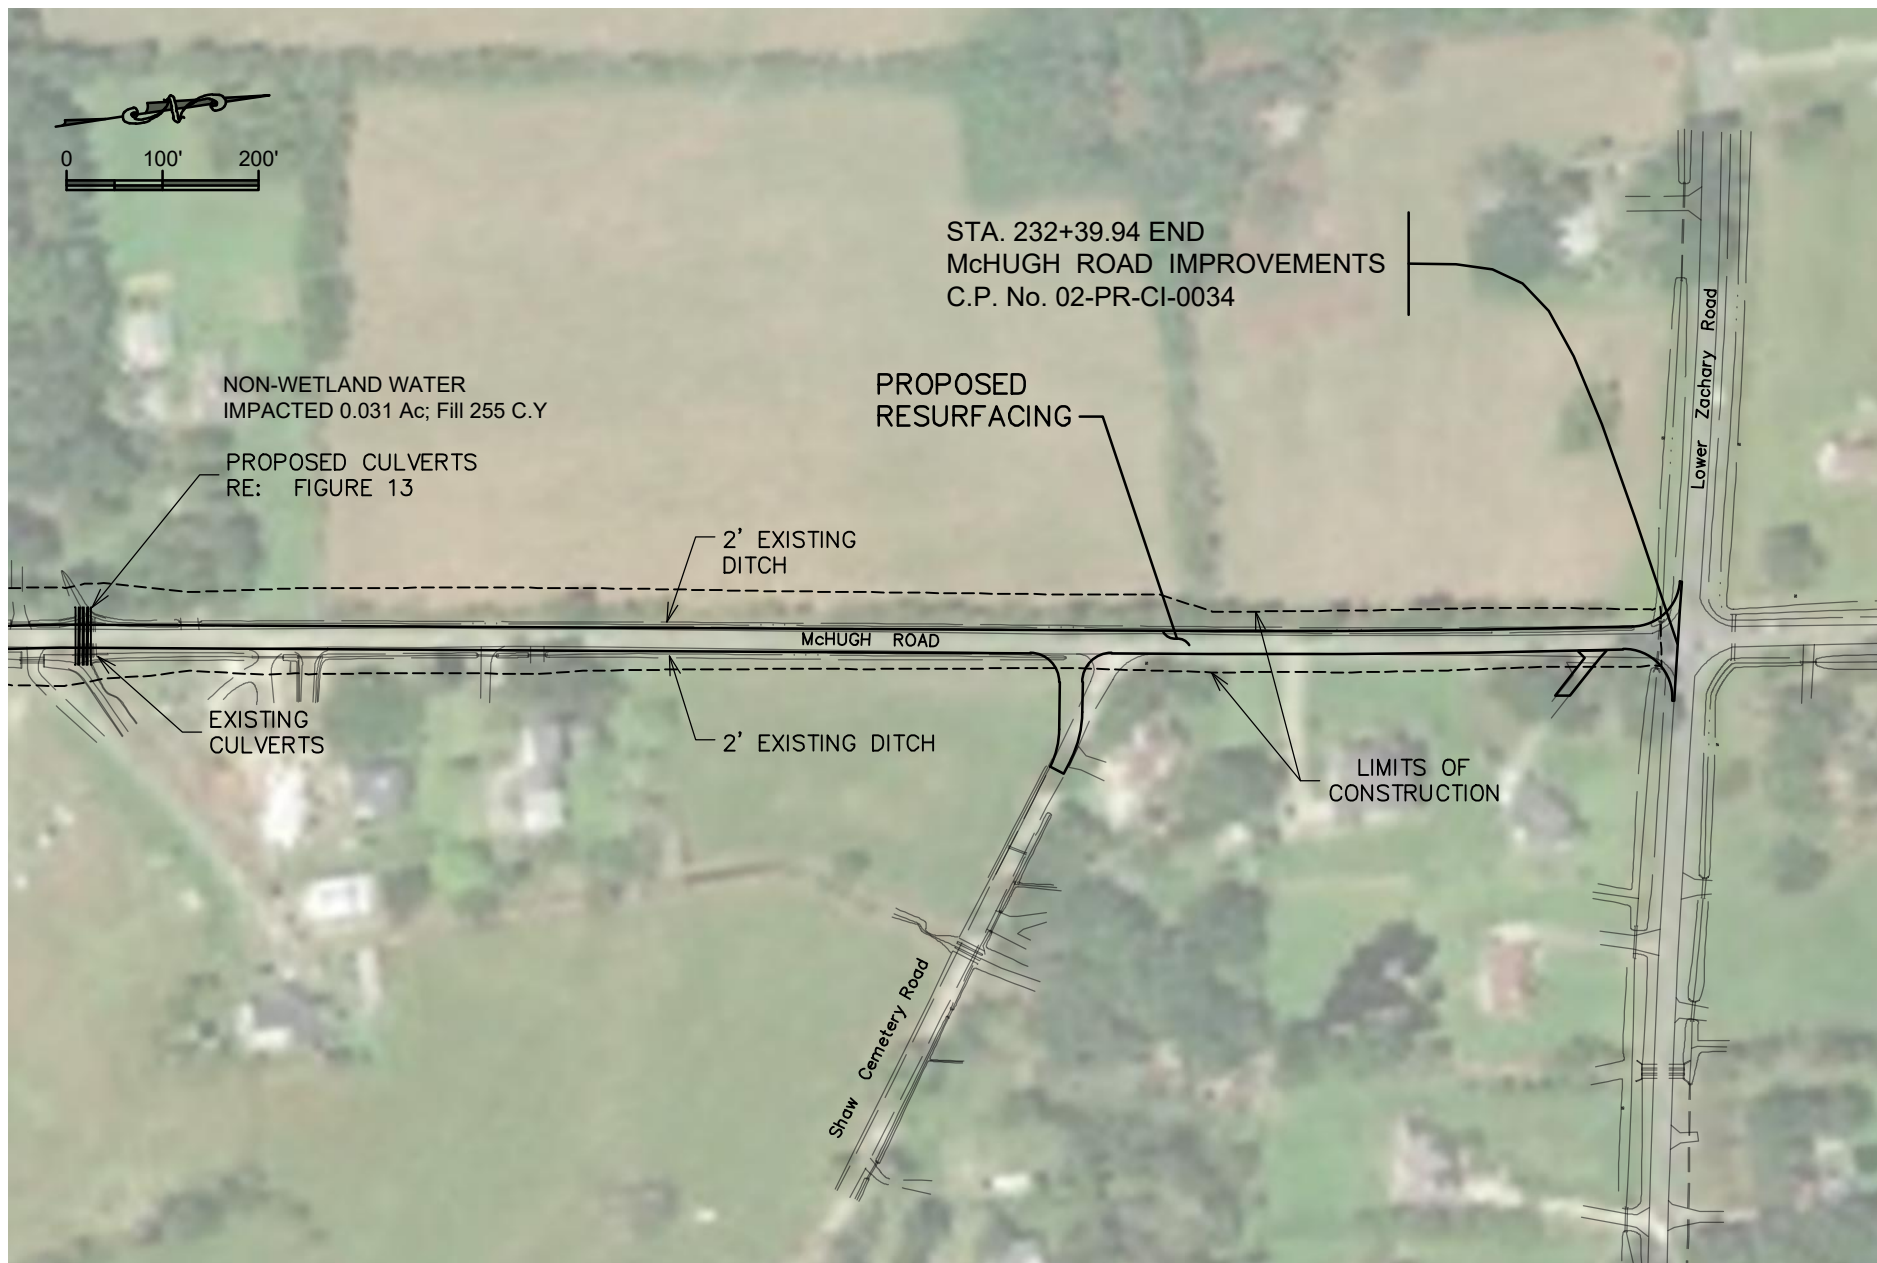 0 100' 200'
STA. 232+39.94 END
McHUGH ROAD IMPROVEMENTS
C.P. No. 02-PR-CI-0034
Lower Zachary Road
NON-WETLAND WATER
IMPACTED 0.031 Ac; Fill 255 C.Y
PROPOSED
RESURFACING
PROPOSED CULVERTS
RE: FIGURE 13
2' EXISTING
DITCH
McHUGH ROAD
EXISTING
CULVERTS
2' EXISTING DITCH
LIMITS OF
CONSTRUCTION
Shaw Cemetery Road